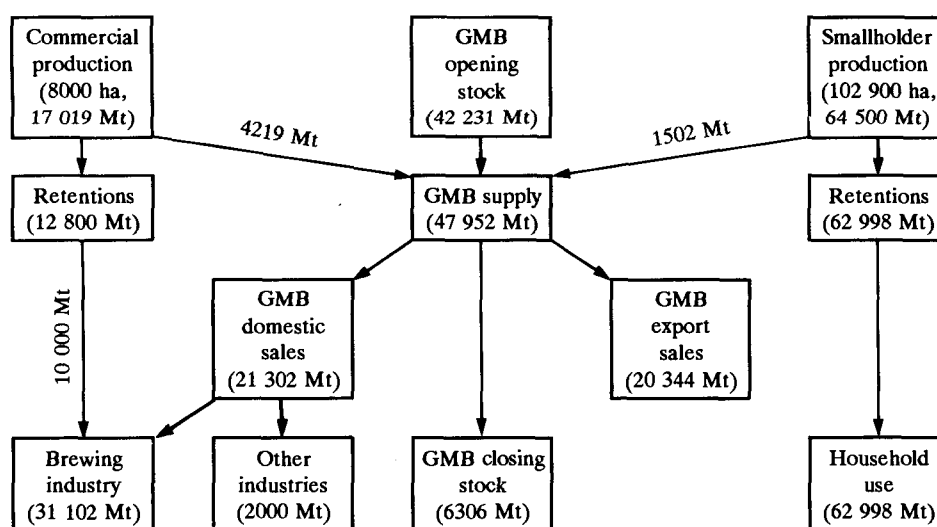 Commercial
production
(8000 ha,
17 019 Mt)
GMB
opening
stock
(42 231 Mt)
Smallholder
production
(102 900 ha,
64 500 Mt)
4219 Mt
1502 Mt
Retentions
(12 800 Mt)
GMB supply
(47 952 Mt)
Retentions
(62 998 Mt)
10 000 Mt
GMB
domestic
sales
(21 302 Mt)
GMB
export
sales
(20 344 Mt)
Brewing
industry
(31 102 Mt)
Other
industries
(2000 Mt)
GMB closing
stock
(6306 Mt)
Household
use
(62 998 Mt)